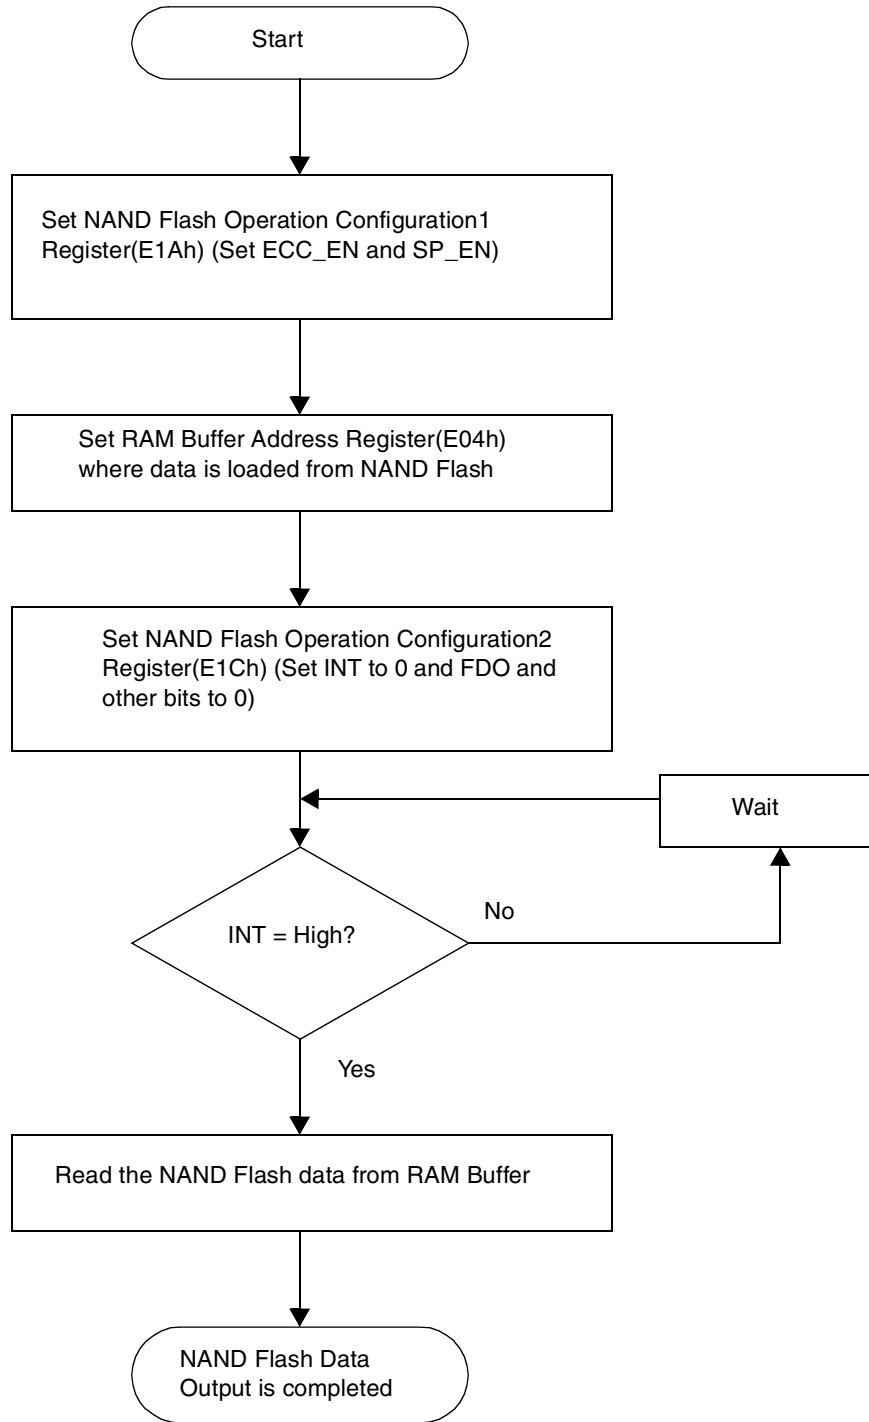 Start
Set NAND Flash Operation Configuration1
Register(E1Ah) (Set ECC_EN and SP_EN)
Set RAM Buffer Address Register(E04h)
where data is loaded from NAND Flash
Set NAND Flash Operation Configuration2
Register(E1Ch) (Set INT to 0 and FDO and
other bits to 0)
Wait
INT = High?
No
Yes
Read the NAND Flash data from RAM Buffer
NAND Flash Data
Output is completed